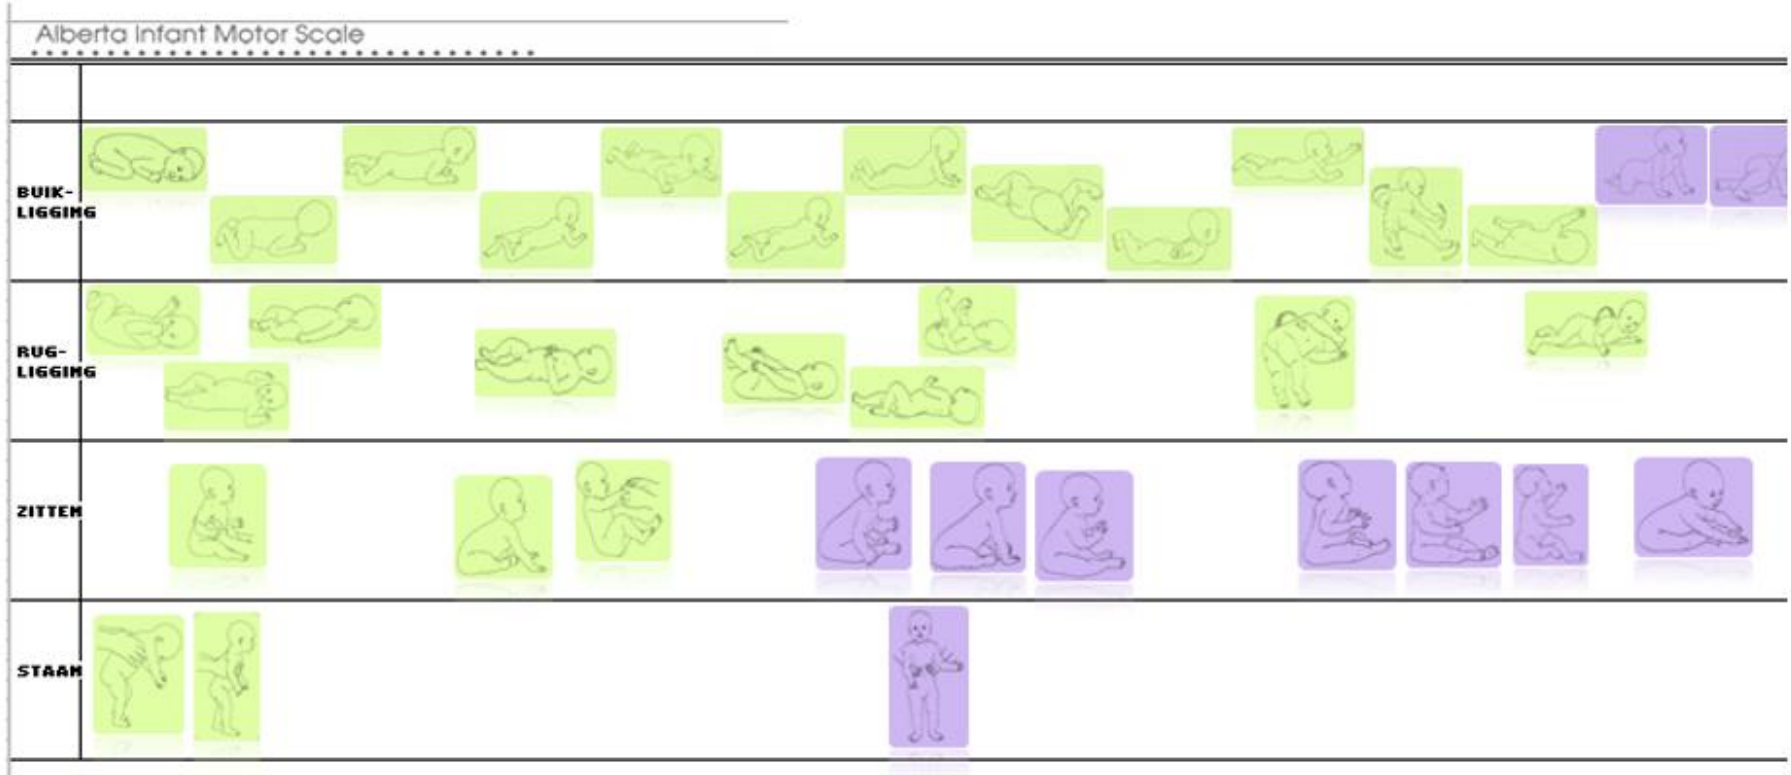 Alberta Infant Motor Scale
BUIK-
LIGGING
RUG-
LIGGING
ZITTEN
STAAN